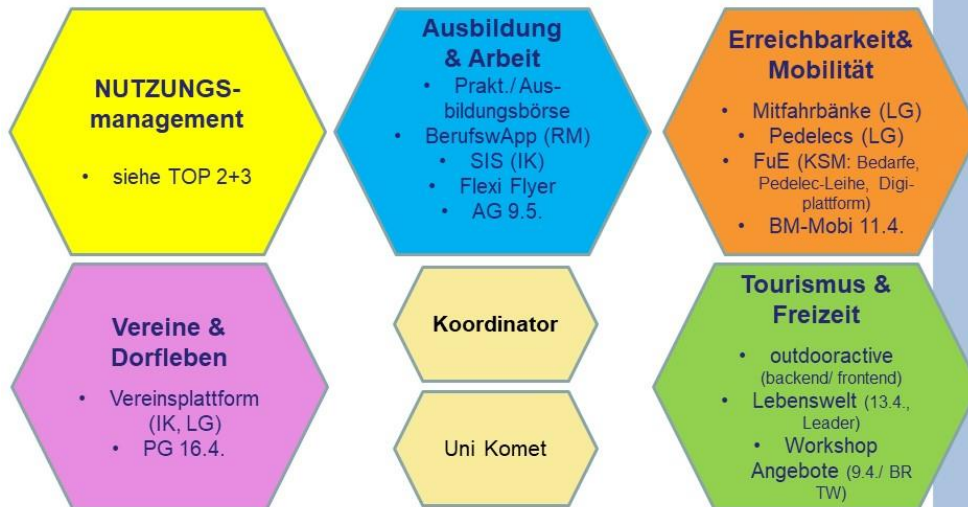 NUTZUNGS-
management
• siehe TOP 2+3
Ausbildung
& Arbeit
• Prakt./ Aus-
bildungsbörse
• BerufswApp (RM)
• SIS (IK)
• Flexi Flyer
• AG 9.5.
Erreichbarkeit&
Mobilität
• Mitfahrbänke (LG)
• Pedelecs (LG)
• FuE (KSM: Bedarfe,
Pedelec-Leihe, Digi-
plattform)
• BM-Mobi 11.4.
Vereine &
Dorfleben
• Vereinsplattform
(IK, LG)
• PG 16.4.
Koordinator
Uni Komet
Tourismus &
Freizeit
• outdooractive
(backend/ frontend)
• Lebenswelt (13.4.,
Leader)
• Workshop
Angebote (9.4./ BR
TW)